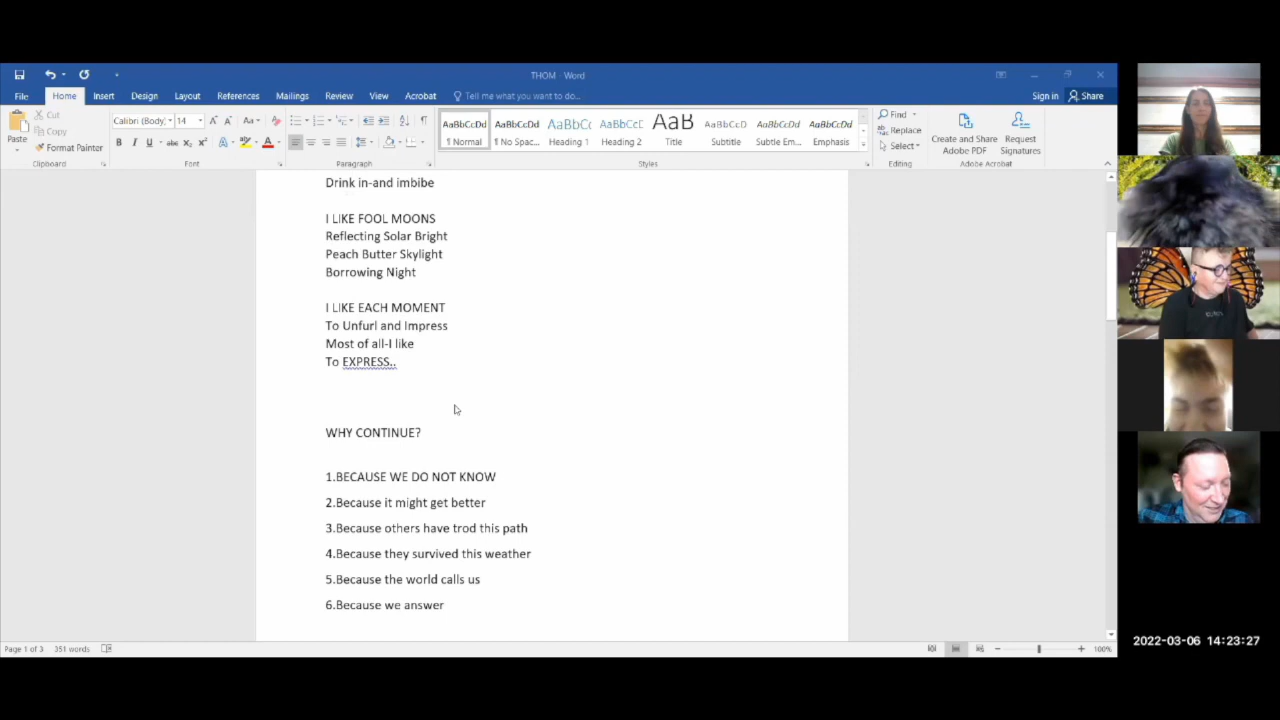 THOM - Word
File Home Insert Design Layout References Mailings Review View Acrobat Tell me what you want to do... Sign in Share
Paste Cut Copy Format Painter Clipboard
Calibri (Body) 14 Font
Paragraph
AaBbCcDd AaBbCcDd AaBbCc AaBbCcC AaB AaBbCcD AaBbCcDd AaBbCcDd
¶ Normal ¶ No Spac... Heading 1 Heading 2 Title Subtitle Subtle Em... Emphasis
Styles
Find Replace Select Editing
Create and Share Adobe PDF Request Signatures Adobe Acrobat
Drink in-and imbibe
I LIKE FOOL MOONS
Reflecting Solar Bright
Peach Butter Skylight
Borrowing Night
I LIKE EACH MOMENT
To Unfurl and Impress
Most of all-I like
To EXPRESS..
WHY CONTINUE?
1.BECAUSE WE DO NOT KNOW
2.Because it might get better
3.Because others have trod this path
4.Because they survived this weather
5.Because the world calls us
6.Because we answer
Page 1 of 3 351 words 100%
2022-03-06 14:23:27